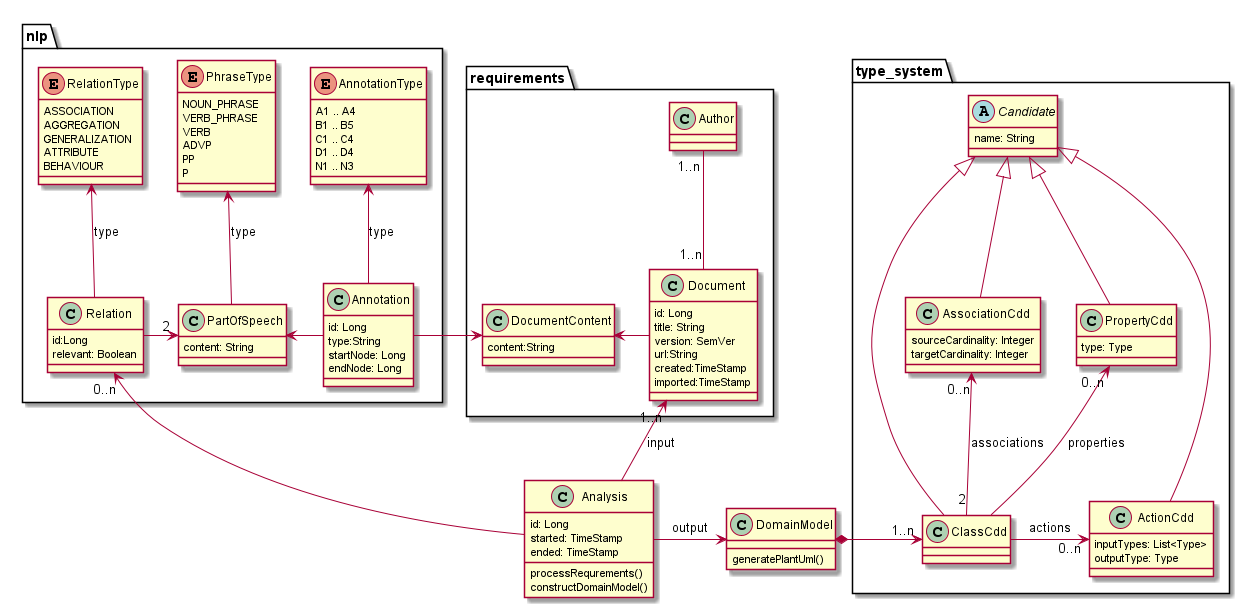 nlp
E RelationType
ASSOCIATION
AGGREGATION
GENERALIZATION
ATTRIBUTE
BEHAVIOUR
E PhraseType
NOUN_PHRASE
VERB_PHRASE
VERB
ADVP
PP
P
E AnnotationType
A1 .. A4
B1 .. B5
C1 .. C4
D1 .. D4
N1 .. N3
type
type
type
C Relation
id:Long
relevant: Boolean
2
C PartOfSpeech
content: String
C Annotation
id: Long
type:String
startNode: Long
endNode: Long
0..n
requirements
C Author
1..n
1..n
C DocumentContent
content:String
C Document
id: Long
title: String
version: SemVer
url:String
created:TimeStamp
imported:TimeStamp
1..n
input
type_system
A Candidate
name: String
C AssociationCdd
sourceCardinality: Integer
targetCardinality: Integer
C PropertyCdd
type: Type
0..n
0..n
associations
properties
2
C Analysis
id: Long
started: TimeStamp
ended: TimeStamp
processRequrements()
constructDomainModel()
output
C DomainModel
generatePlantUml()
1..n
C ClassCdd
actions
0..n
C ActionCdd
inputTypes: List<Type>
outputType: Type